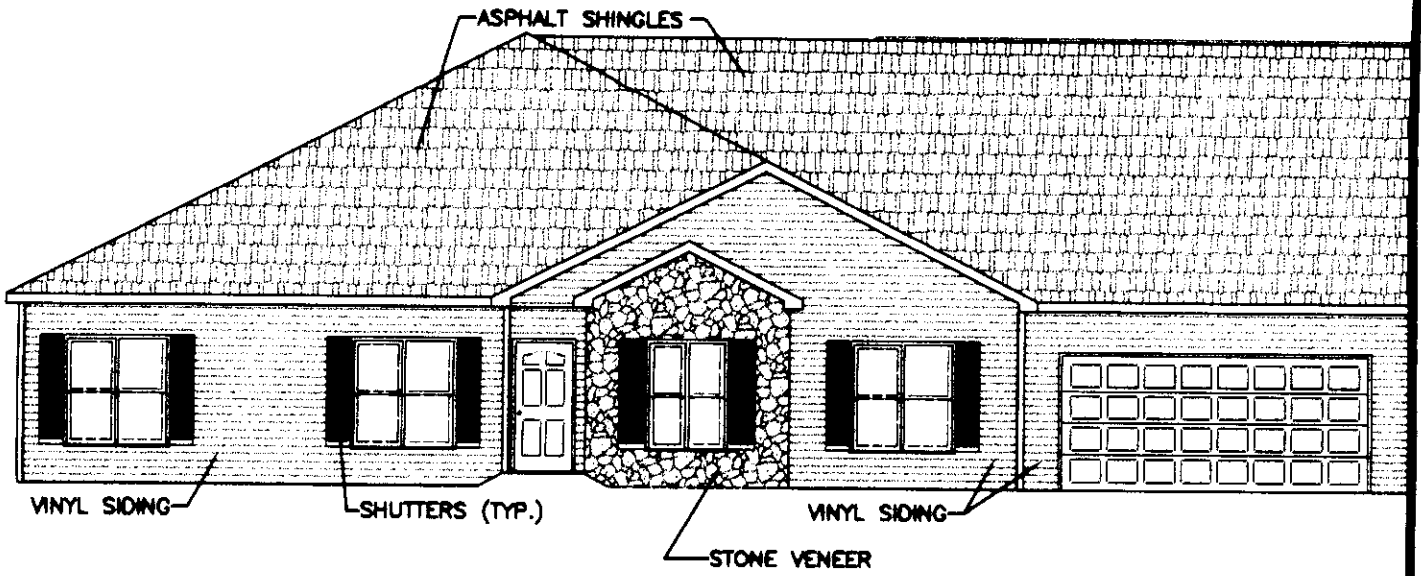 ASPHALT SHINGLES
VINYL SIDING
SHUTTERS (TYP.)
VINYL SIDING
STONE VENEER